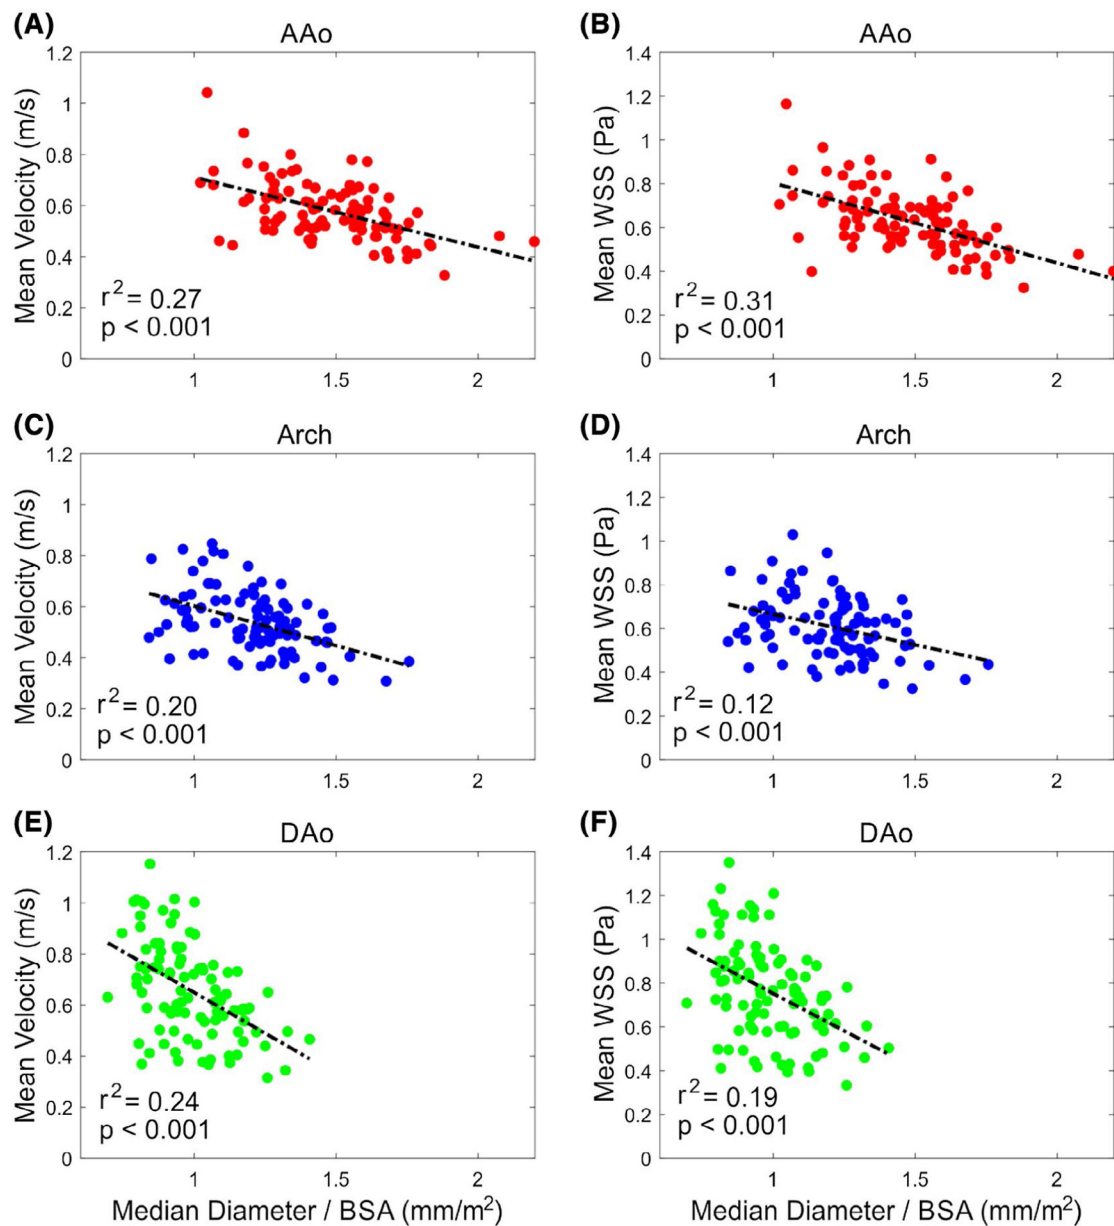 (A)
AAo
Mean Velocity (m/s)
1.2
1
0.8
0.6
0.4
0.2
0
r² = 0.27
p < 0.001
1
1.5
2
(B)
AAo
Mean WSS (Pa)
1.4
1.2
1
0.8
0.6
0.4
0.2
0
r² = 0.31
p < 0.001
1
1.5
2
(C)
Arch
Mean Velocity (m/s)
1.2
1
0.8
0.6
0.4
0.2
0
r² = 0.20
p < 0.001
1
1.5
2
(D)
Arch
Mean WSS (Pa)
1.4
1.2
1
0.8
0.6
0.4
0.2
0
r² = 0.12
p < 0.001
1
1.5
2
(E)
DAo
Mean Velocity (m/s)
1.2
1
0.8
0.6
0.4
0.2
0
r² = 0.24
p < 0.001
1
1.5
2
Median Diameter / BSA (mm/m²)
(F)
DAo
Mean WSS (Pa)
1.4
1.2
1
0.8
0.6
0.4
0.2
0
r² = 0.19
p < 0.001
1
1.5
2
Median Diameter / BSA (mm/m²)